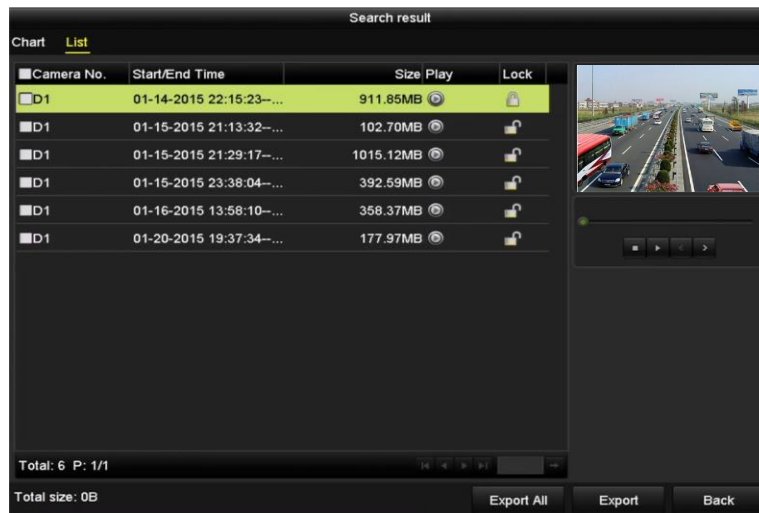 Search result
Chart List
Camera No. Start/End Time Size Play Lock
D1 01-14-2015 22:15:23--... 911.85MB
D1 01-15-2015 21:13:32--... 102.70MB
D1 01-15-2015 21:29:17--... 1015.12MB
D1 01-15-2015 23:38:04--... 392.59MB
D1 01-16-2015 13:58:10--... 358.37MB
D1 01-20-2015 19:37:34--... 177.97MB
Total: 6 P: 1/1
Total size: 0B
Export All Export Back